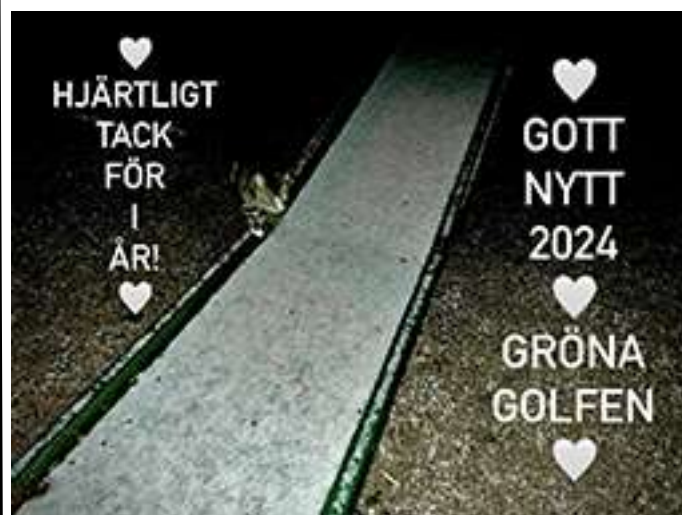 HJÄRTLIGT
TACK
FÖR
I
ÅR!
GOTT
NYTT
2024
GRÖNA
GOLFEN